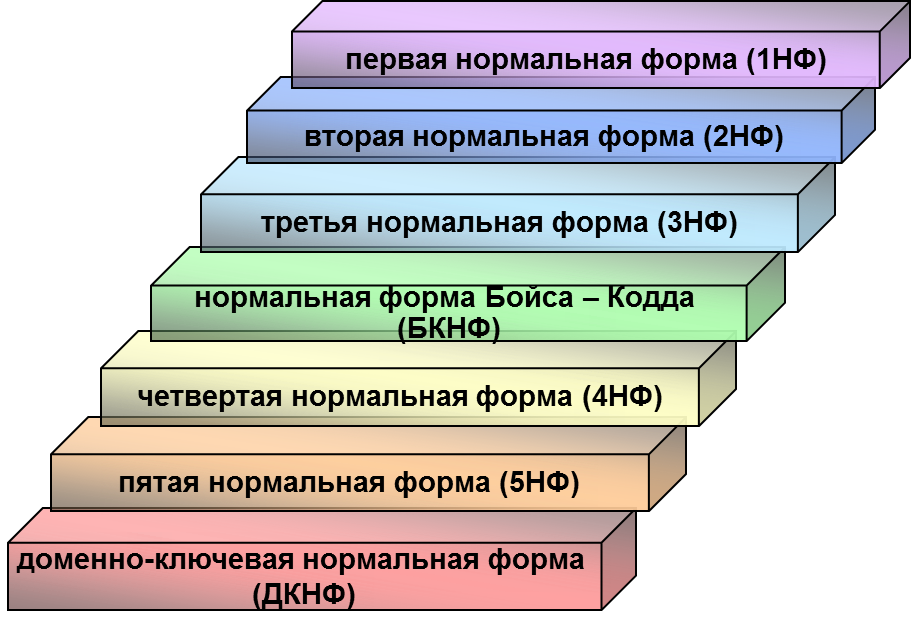 первая нормальная форма (1НФ)
вторая нормальная форма (2НФ)
третья нормальная форма (3НФ)
нормальная форма Бойса – Кодда
(БКНФ)
четвертая нормальная форма (4НФ)
пятая нормальная форма (5НФ)
доменно-ключевая нормальная форма
(ДКНФ)